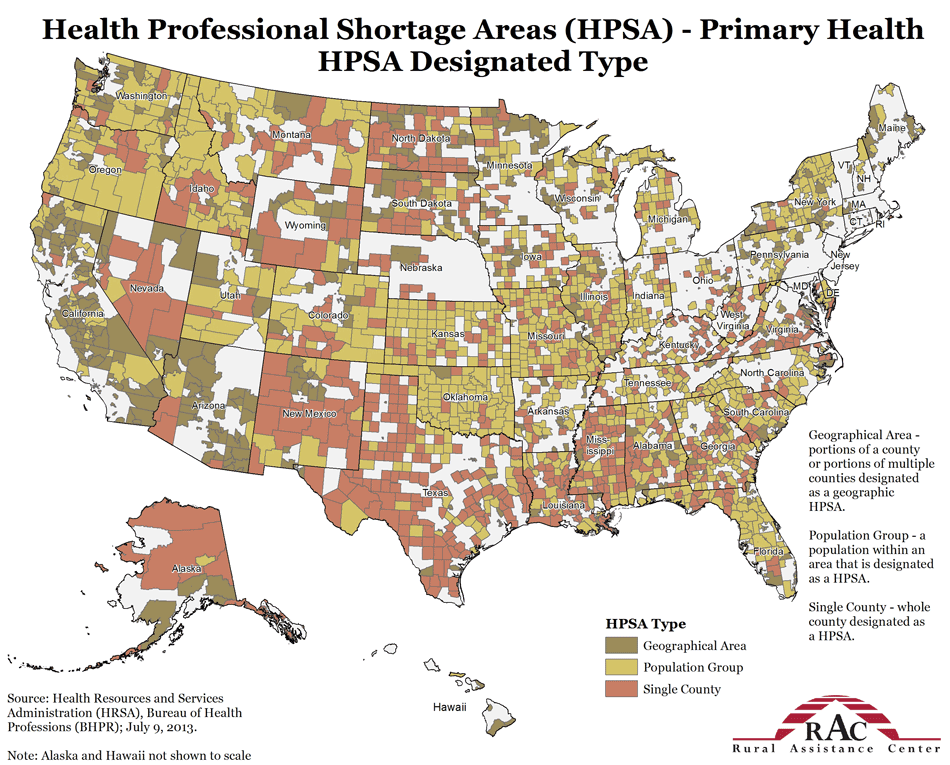 Health Professional Shortage Areas (HPSA) - Primary Health
HPSA Designated Type
Washington
Montana
North Dakota
Minnesota
Maine
Oregon
Idaho
South Dakota
Wisconsin
Michigan
VT
NH
New York
MA
CT
RI
Wyoming
Nebraska
Iowa
Pennsylvania
New
Jersey
Nevada
Utah
Colorado
Illinois
Indiana
Ohio
MD
DE
California
Kansas
Missouri
West
Virginia
Virginia
Kentucky
Arizona
New Mexico
Oklahoma
Arkansas
Tennessee
North Carolina
South Carolina
Miss-
issippi
Alabama
Georgia
Texas
Louisiana
Florida
Alaska
Hawaii
Geographical Area -
portions of a county
or portions of multiple
counties designated
as a geographic
HPSA.
Population Group - a
population within an
area that is designated
as a HPSA.
Single County - whole
county designated as
a HPSA.
HPSA Type
Geographical Area
Population Group
Single County
Source: Health Resources and Services
Administration (HRSA), Bureau of Health
Professions (BHPR); July 9, 2013.
Note: Alaska and Hawaii not shown to scale
RAC
Rural Assistance Center